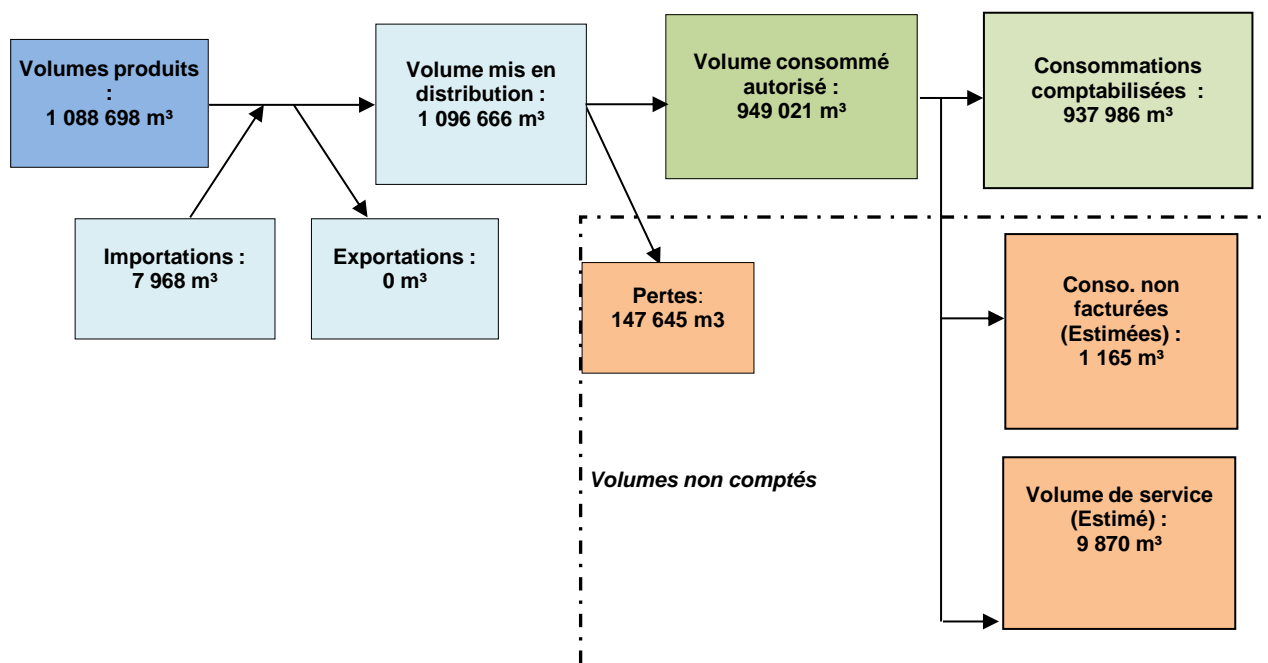 Volumes produits
:
1 088 698 m³
Volume mis en
distribution :
1 096 666 m³
Volume consommé
autorisé :
949 021 m³
Consommations
comptabilisées :
937 986 m³
Importations :
7 968 m³
Exportations :
0 m³
Pertes:
147 645 m3
Conso. non
facturées
(Estimées) :
1 165 m³
Volumes non comptés
Volume de service
(Estimé) :
9 870 m³